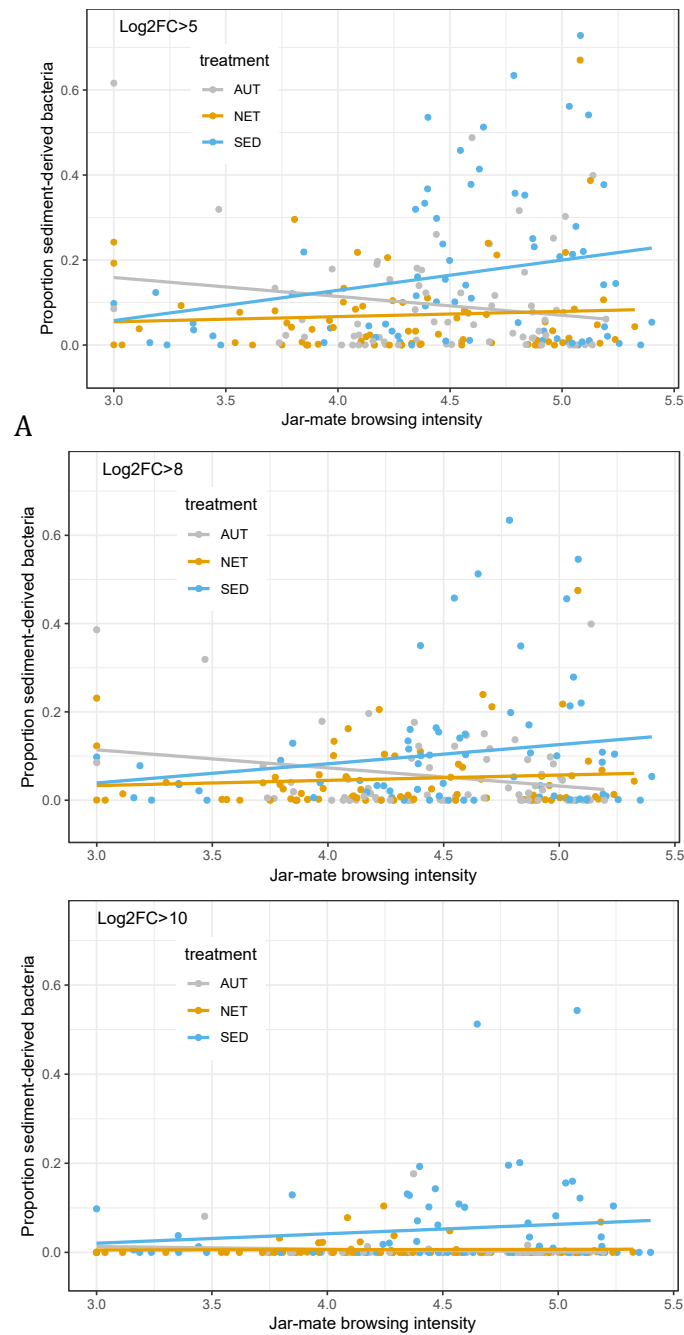 Log2FC>5
treatment
AUT
NET
SED
Proportion sediment-derived bacteria
0.6
0.4
0.2
0.0
3.0 3.5 4.0 4.5 5.0 5.5
Jar-mate browsing intensity
A
Log2FC>8
treatment
AUT
NET
SED
Proportion sediment-derived bacteria
0.6
0.4
0.2
0.0
3.0 3.5 4.0 4.5 5.0 5.5
Jar-mate browsing intensity
Log2FC>10
treatment
AUT
NET
SED
Proportion sediment-derived bacteria
0.6
0.4
0.2
0.0
3.0 3.5 4.0 4.5 5.0 5.5
Jar-mate browsing intensity